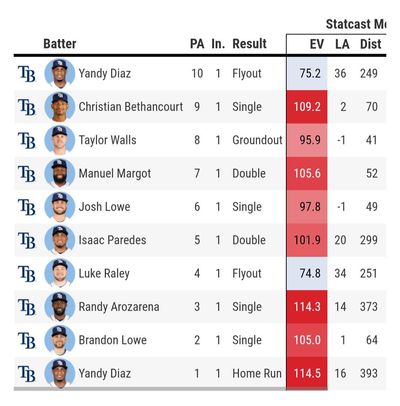 Statcast Me
Batter PA In. Result EV LA Dist
TB Yandy Diaz 10 1 Flyout 75.2 36 249
TB Christian Bethancourt 9 1 Single 109.2 2 70
TB Taylor Walls 8 1 Groundout 95.9 -1 41
TB Manuel Margot 7 1 Double 105.6 52
TB Josh Lowe 6 1 Single 97.8 -1 49
TB Isaac Paredes 5 1 Double 101.9 20 299
TB Luke Raley 4 1 Flyout 74.8 34 251
TB Randy Arozarena 3 1 Single 114.3 14 373
TB Brandon Lowe 2 1 Single 105.0 1 64
TB Yandy Diaz 1 1 Home Run 114.5 16 393